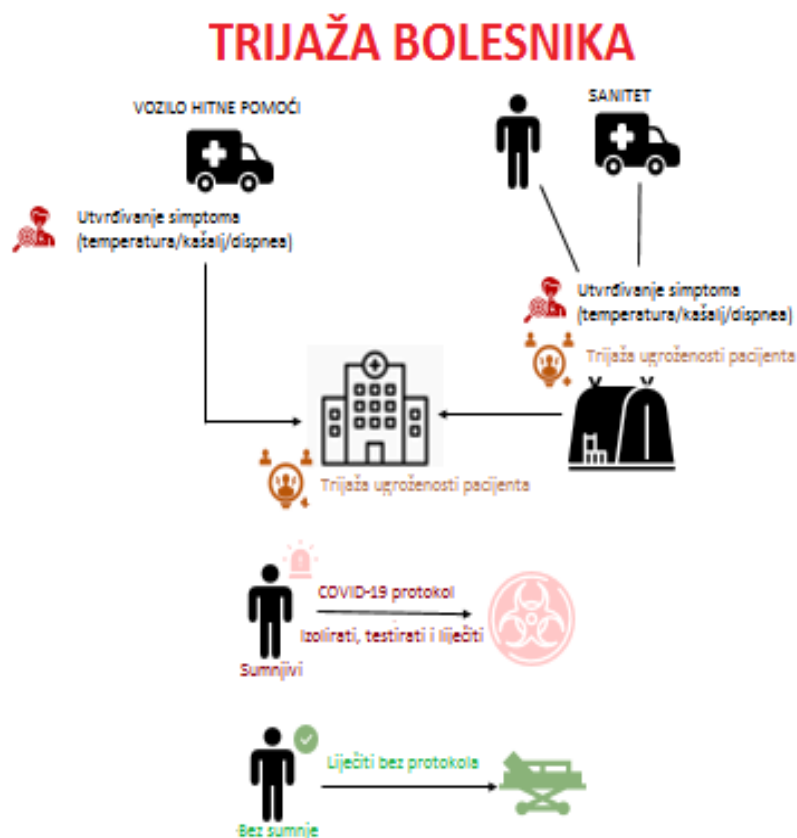 TRIJAŽA BOLESNIKA
VOZILO HITNE POMOĆI
SANITET
Utvrđivanje simptoma
(temperatura/kašalj/dispnea)
Utvrđivanje simptoma
(temperatura/kašalj/dispnea)
Trijaža ugroženosti pacijenta
Trijaža ugroženosti pacijenta
COVID-19 protokol
Izolirati, testirati i liječiti
Sumnjivi
Liječiti bez protokola
Bez sumnje